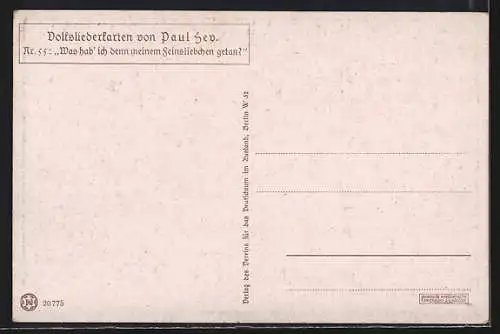 Volksliederkarten von Paul Hey.
Nr. 55: „Was hab' ich denn meinem Feinsliebchen getan?"
Verlag des Vereins für das Deutschtum im Ausland, Berlin W 52
20775